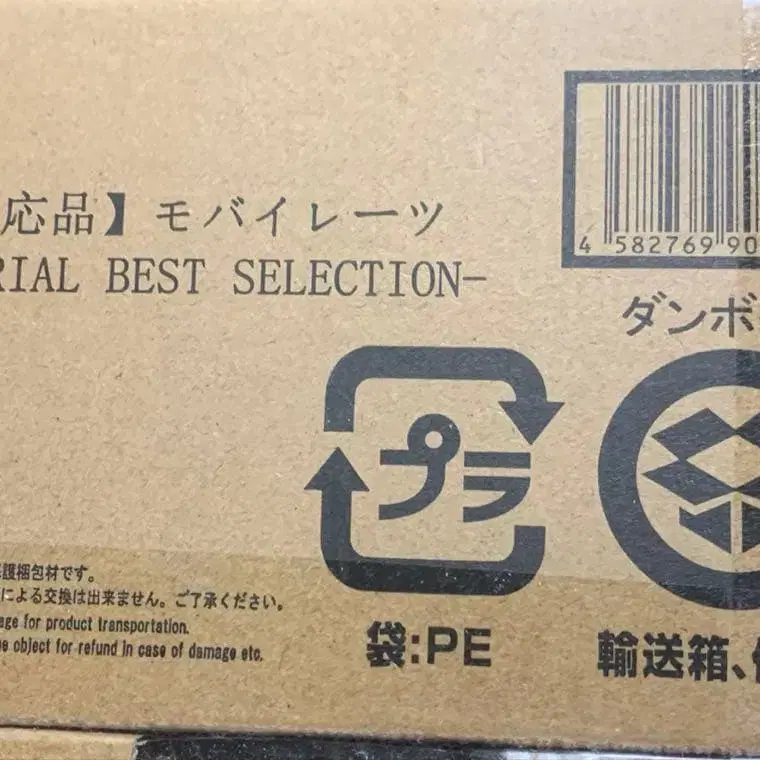 応品】モバイレーツ
RIAL BEST SELECTION-
4 582769 90
ダンボ
プラ
護梱包材です。
による交換は出来ません。ご了承ください。
age for product transportation.
e object for refund in case of damage etc.
袋:PE
輸送箱、